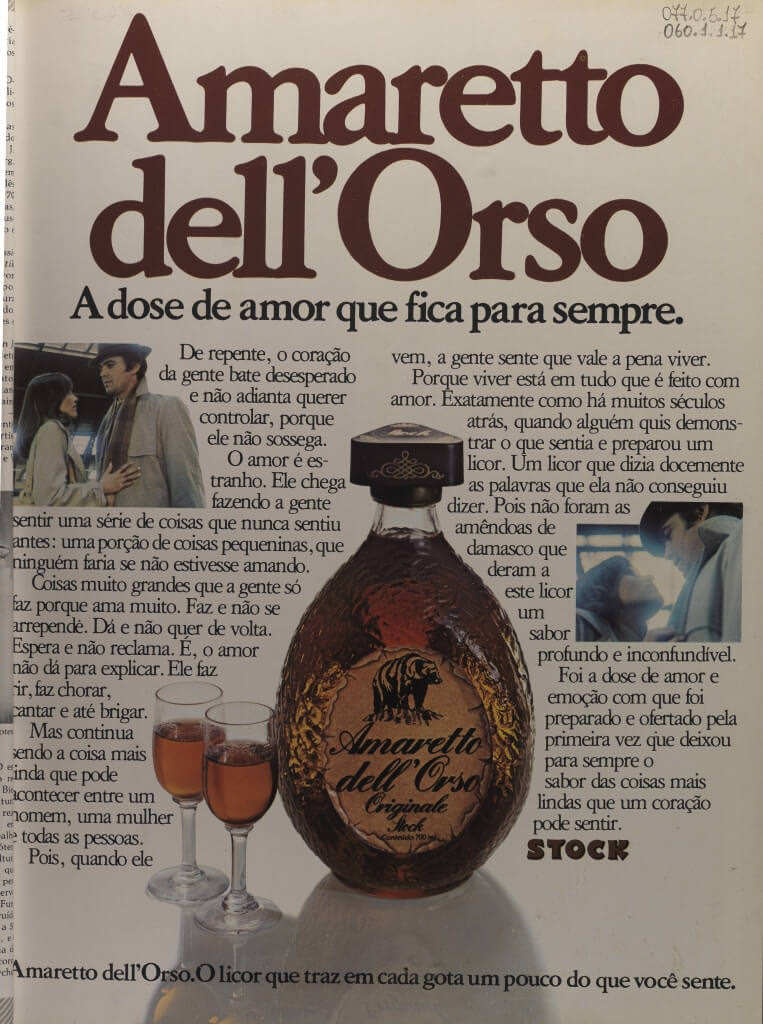 077.0.5.17
060.1.1.17
Amaretto
dell'Orso
A dose de amor que fica para sempre.
De repente, o coração
da gente bate desesperado
e não adianta querer
controlar, porque
ele não sossega.
O amor é es-
tranho. Ele chega
fazendo a gente
sentir uma série de coisas que nunca sentiu
antes: uma porção de coisas pequeninas, que
ninguém faria se não estivesse amando.
Coisas muito grandes que a gente só
faz porque ama muito. Faz e não se
arrepende. Dá e não quer de volta.
Espera e não reclama. É, o amor
não dá para explicar. Ele faz
rir, faz chorar,
cantar e até brigar.
Mas continua
sendo a coisa mais
linda que pode
acontecer entre um
homem, uma mulher
e todas as pessoas.
Pois, quando ele
vem, a gente sente que vale a pena viver.
Porque viver está em tudo que é feito com
amor. Exatamente como há muitos séculos
atrás, quando alguém quis demons-
trar o que sentia e preparou um
licor. Um licor que dizia docemente
as palavras que ela não conseguiu
dizer. Pois não foram as
amêndoas de
damasco que
deram a
este licor
um
sabor
profundo e inconfundível.
Foi a dose de amor e
emoção com que foi
preparado e ofertado pela
primeira vez que deixou
para sempre o
sabor das coisas mais
lindas que um coração
pode sentir.
STOCK
Amaretto
dell'Orso
Originale
Stock
Conteúdo 700 ml
Amaretto dell'Orso. O licor que traz em cada gota um pouco do que você sente.